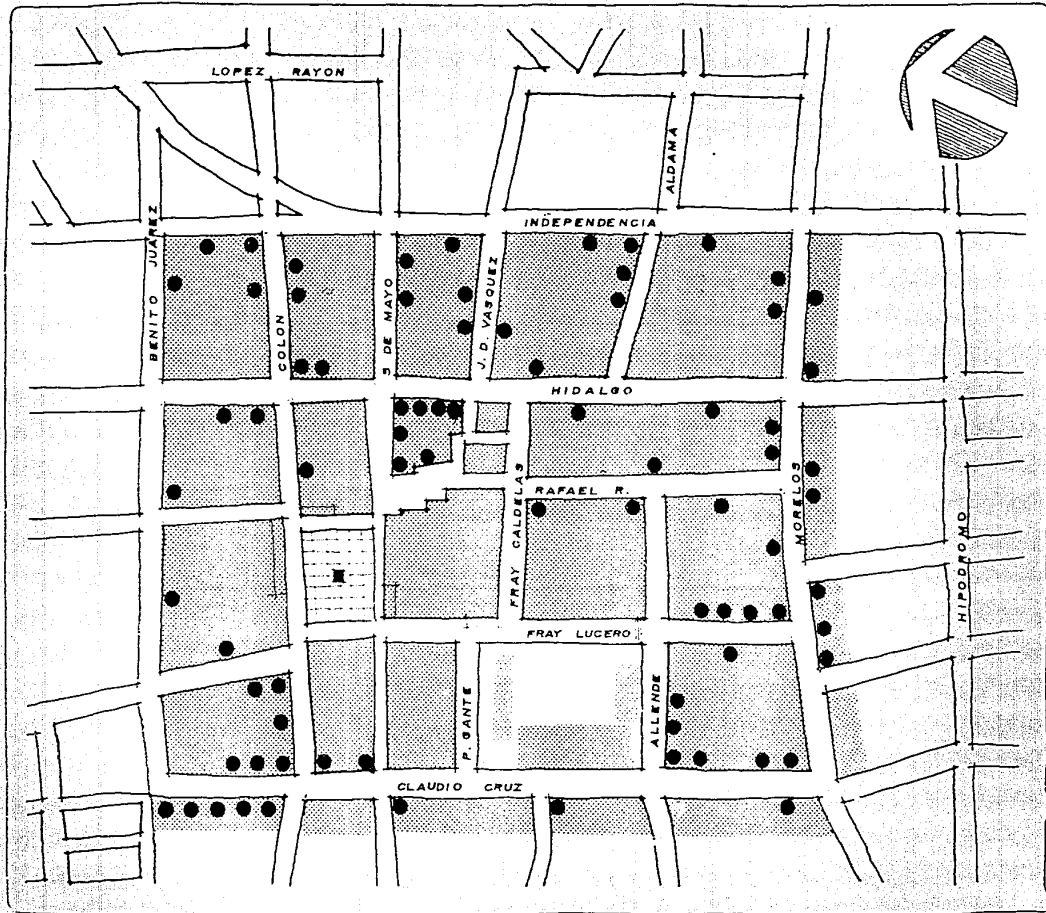 LOPEZ RAYON
ALDAMA
INDEPENDENCIA
BENITO JUAREZ
COLON
5 DE MAYO
J. D. VASQUEZ
HIDALGO
FRAY CALDELAS
RAFAEL R.
MORELOS
HIPODROMO
FRAY LUCERO
P. GANTE
ALLENDE
CLAUDIO CRUZ